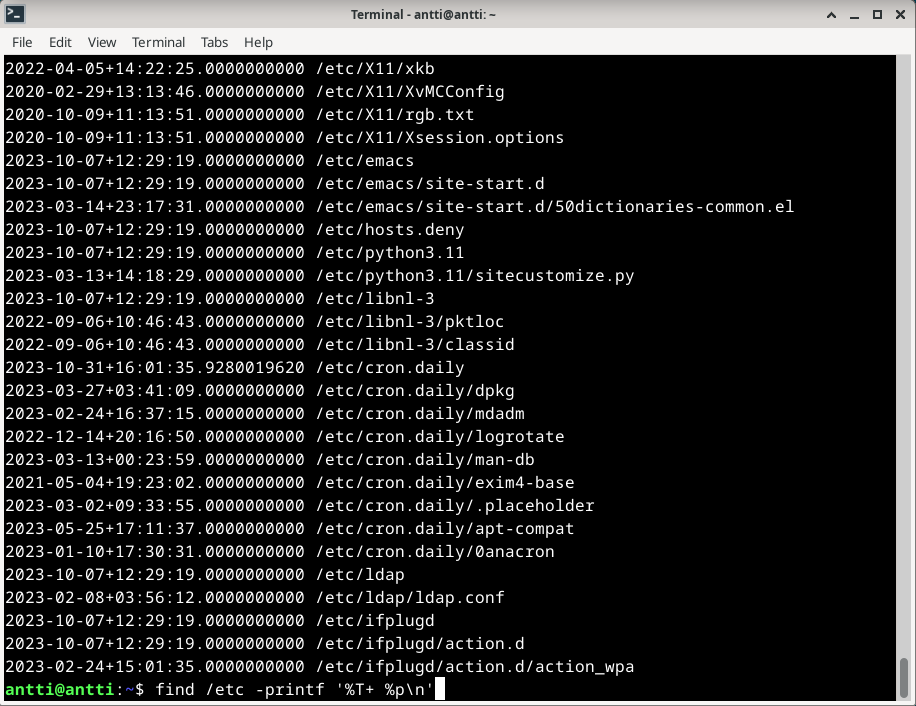 Terminal - antti@antti: ~
File Edit View Terminal Tabs Help
2022-04-05+14:22:25.0000000000 /etc/X11/xkb
2020-02-29+13:13:46.0000000000 /etc/X11/XvMCConfig
2020-10-09+11:13:51.0000000000 /etc/X11/rgb.txt
2020-10-09+11:13:51.0000000000 /etc/X11/Xsession.options
2023-10-07+12:29:19.0000000000 /etc/emacs
2023-10-07+12:29:19.0000000000 /etc/emacs/site-start.d
2023-03-14+23:17:31.0000000000 /etc/emacs/site-start.d/50dictionaries-common.el
2023-10-07+12:29:19.0000000000 /etc/hosts.deny
2023-10-07+12:29:19.0000000000 /etc/python3.11
2023-03-13+14:18:29.0000000000 /etc/python3.11/sitecustomize.py
2023-10-07+12:29:19.0000000000 /etc/libnl-3
2022-09-06+10:46:43.0000000000 /etc/libnl-3/pktloc
2022-09-06+10:46:43.0000000000 /etc/libnl-3/classid
2023-10-31+16:01:35.9280019620 /etc/cron.daily
2023-03-27+03:41:09.0000000000 /etc/cron.daily/dpkg
2023-02-24+16:37:15.0000000000 /etc/cron.daily/mdadm
2022-12-14+20:16:50.0000000000 /etc/cron.daily/logrotate
2023-03-13+00:23:59.0000000000 /etc/cron.daily/man-db
2021-05-04+19:23:02.0000000000 /etc/cron.daily/exim4-base
2023-03-02+09:33:55.0000000000 /etc/cron.daily/.placeholder
2023-05-25+17:11:37.0000000000 /etc/cron.daily/apt-compat
2023-01-10+17:30:31.0000000000 /etc/cron.daily/0anacron
2023-10-07+12:29:19.0000000000 /etc/ldap
2023-02-08+03:56:12.0000000000 /etc/ldap/ldap.conf
2023-10-07+12:29:19.0000000000 /etc/ifplugd
2023-10-07+12:29:19.0000000000 /etc/ifplugd/action.d
2023-02-24+15:01:35.0000000000 /etc/ifplugd/action.d/action_wpa
antti@antti:~$ find /etc -printf '%T+ %p\n'